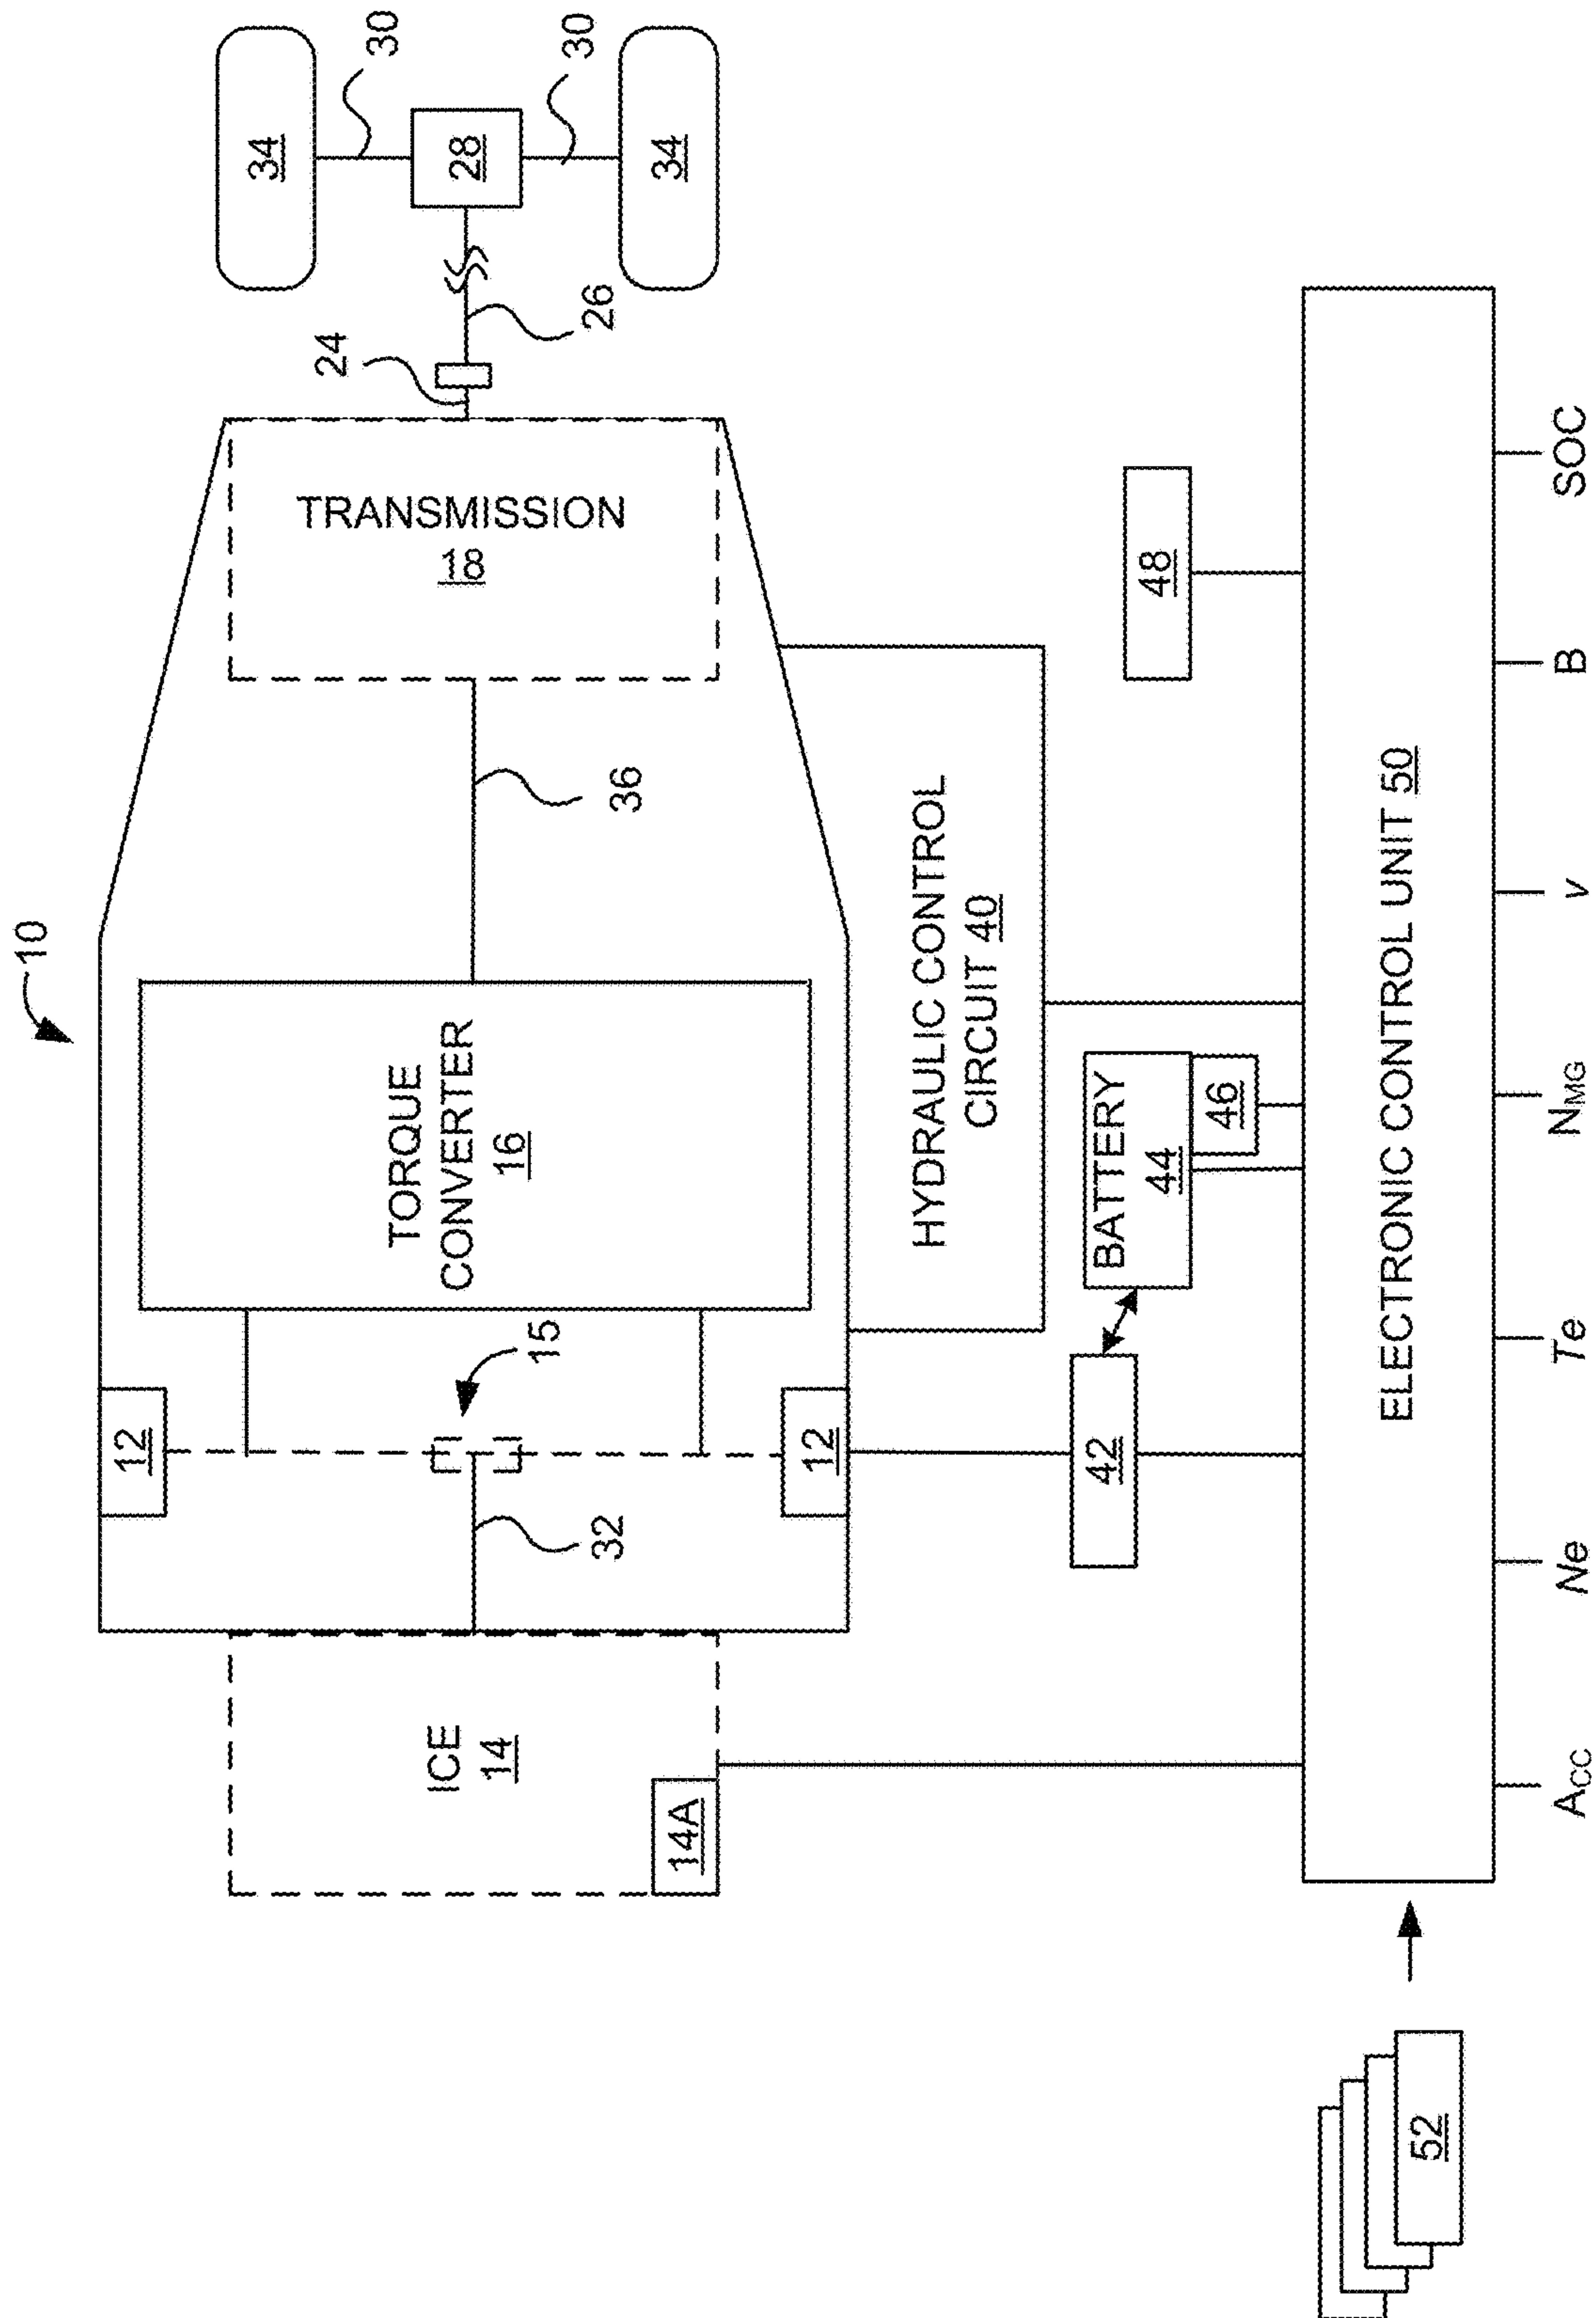 10
12
12
15
32
ICE
14
14A
TORQUE
CONVERTER
16
36
TRANSMISSION
18
24
26
28
30
30
34
34
HYDRAULIC CONTROL
CIRCUIT 40
42
BATTERY
44
46
48
ELECTRONIC CONTROL UNIT 50
52
ACC
Ne
Te
NMG
v
B
SOC